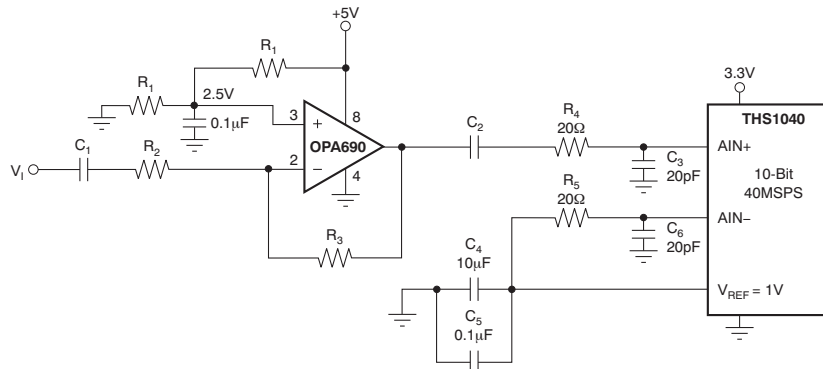 +5V
R1
R1
2.5V
0.1μF
3
+
8
OPA690
2
−
4
VI
C1
R2
R3
C2
R4
20Ω
C3
20pF
R5
20Ω
C6
20pF
C4
10μF
C5
0.1μF
3.3V
THS1040
AIN+
10-Bit
40MSPS
AIN−
VREF = 1V